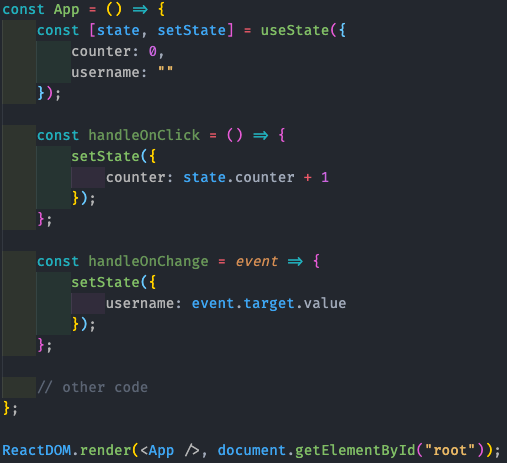 const App = () => {
const [state, setState] = useState({
counter: 0,
username: ""
});
const handleOnClick = () => {
setState({
counter: state.counter + 1
});
};
const handleOnChange = event => {
setState({
username: event.target.value
});
};
// other code
};
ReactDOM.render(<App />, document.getElementById("root"));